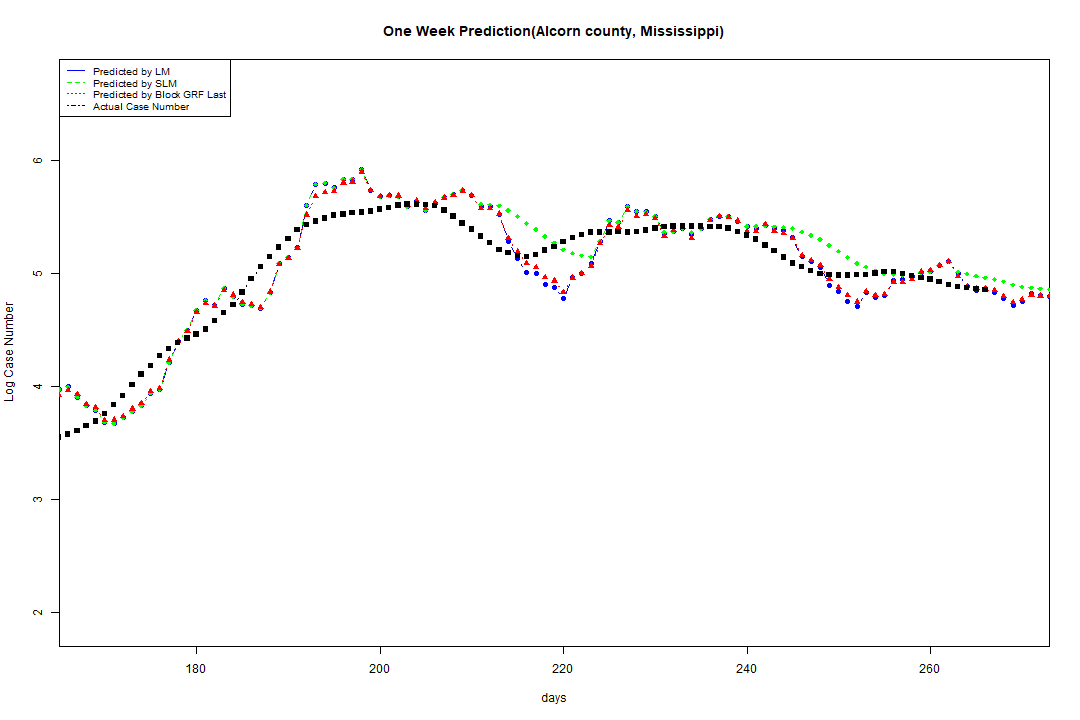 One Week Prediction(Alcorn county, Mississippi)
Predicted by LM
Predicted by SLM
Predicted by Block GRF Last
Actual Case Number
6
5
4
3
2
Log Case Number
180 200 220 240 260
days